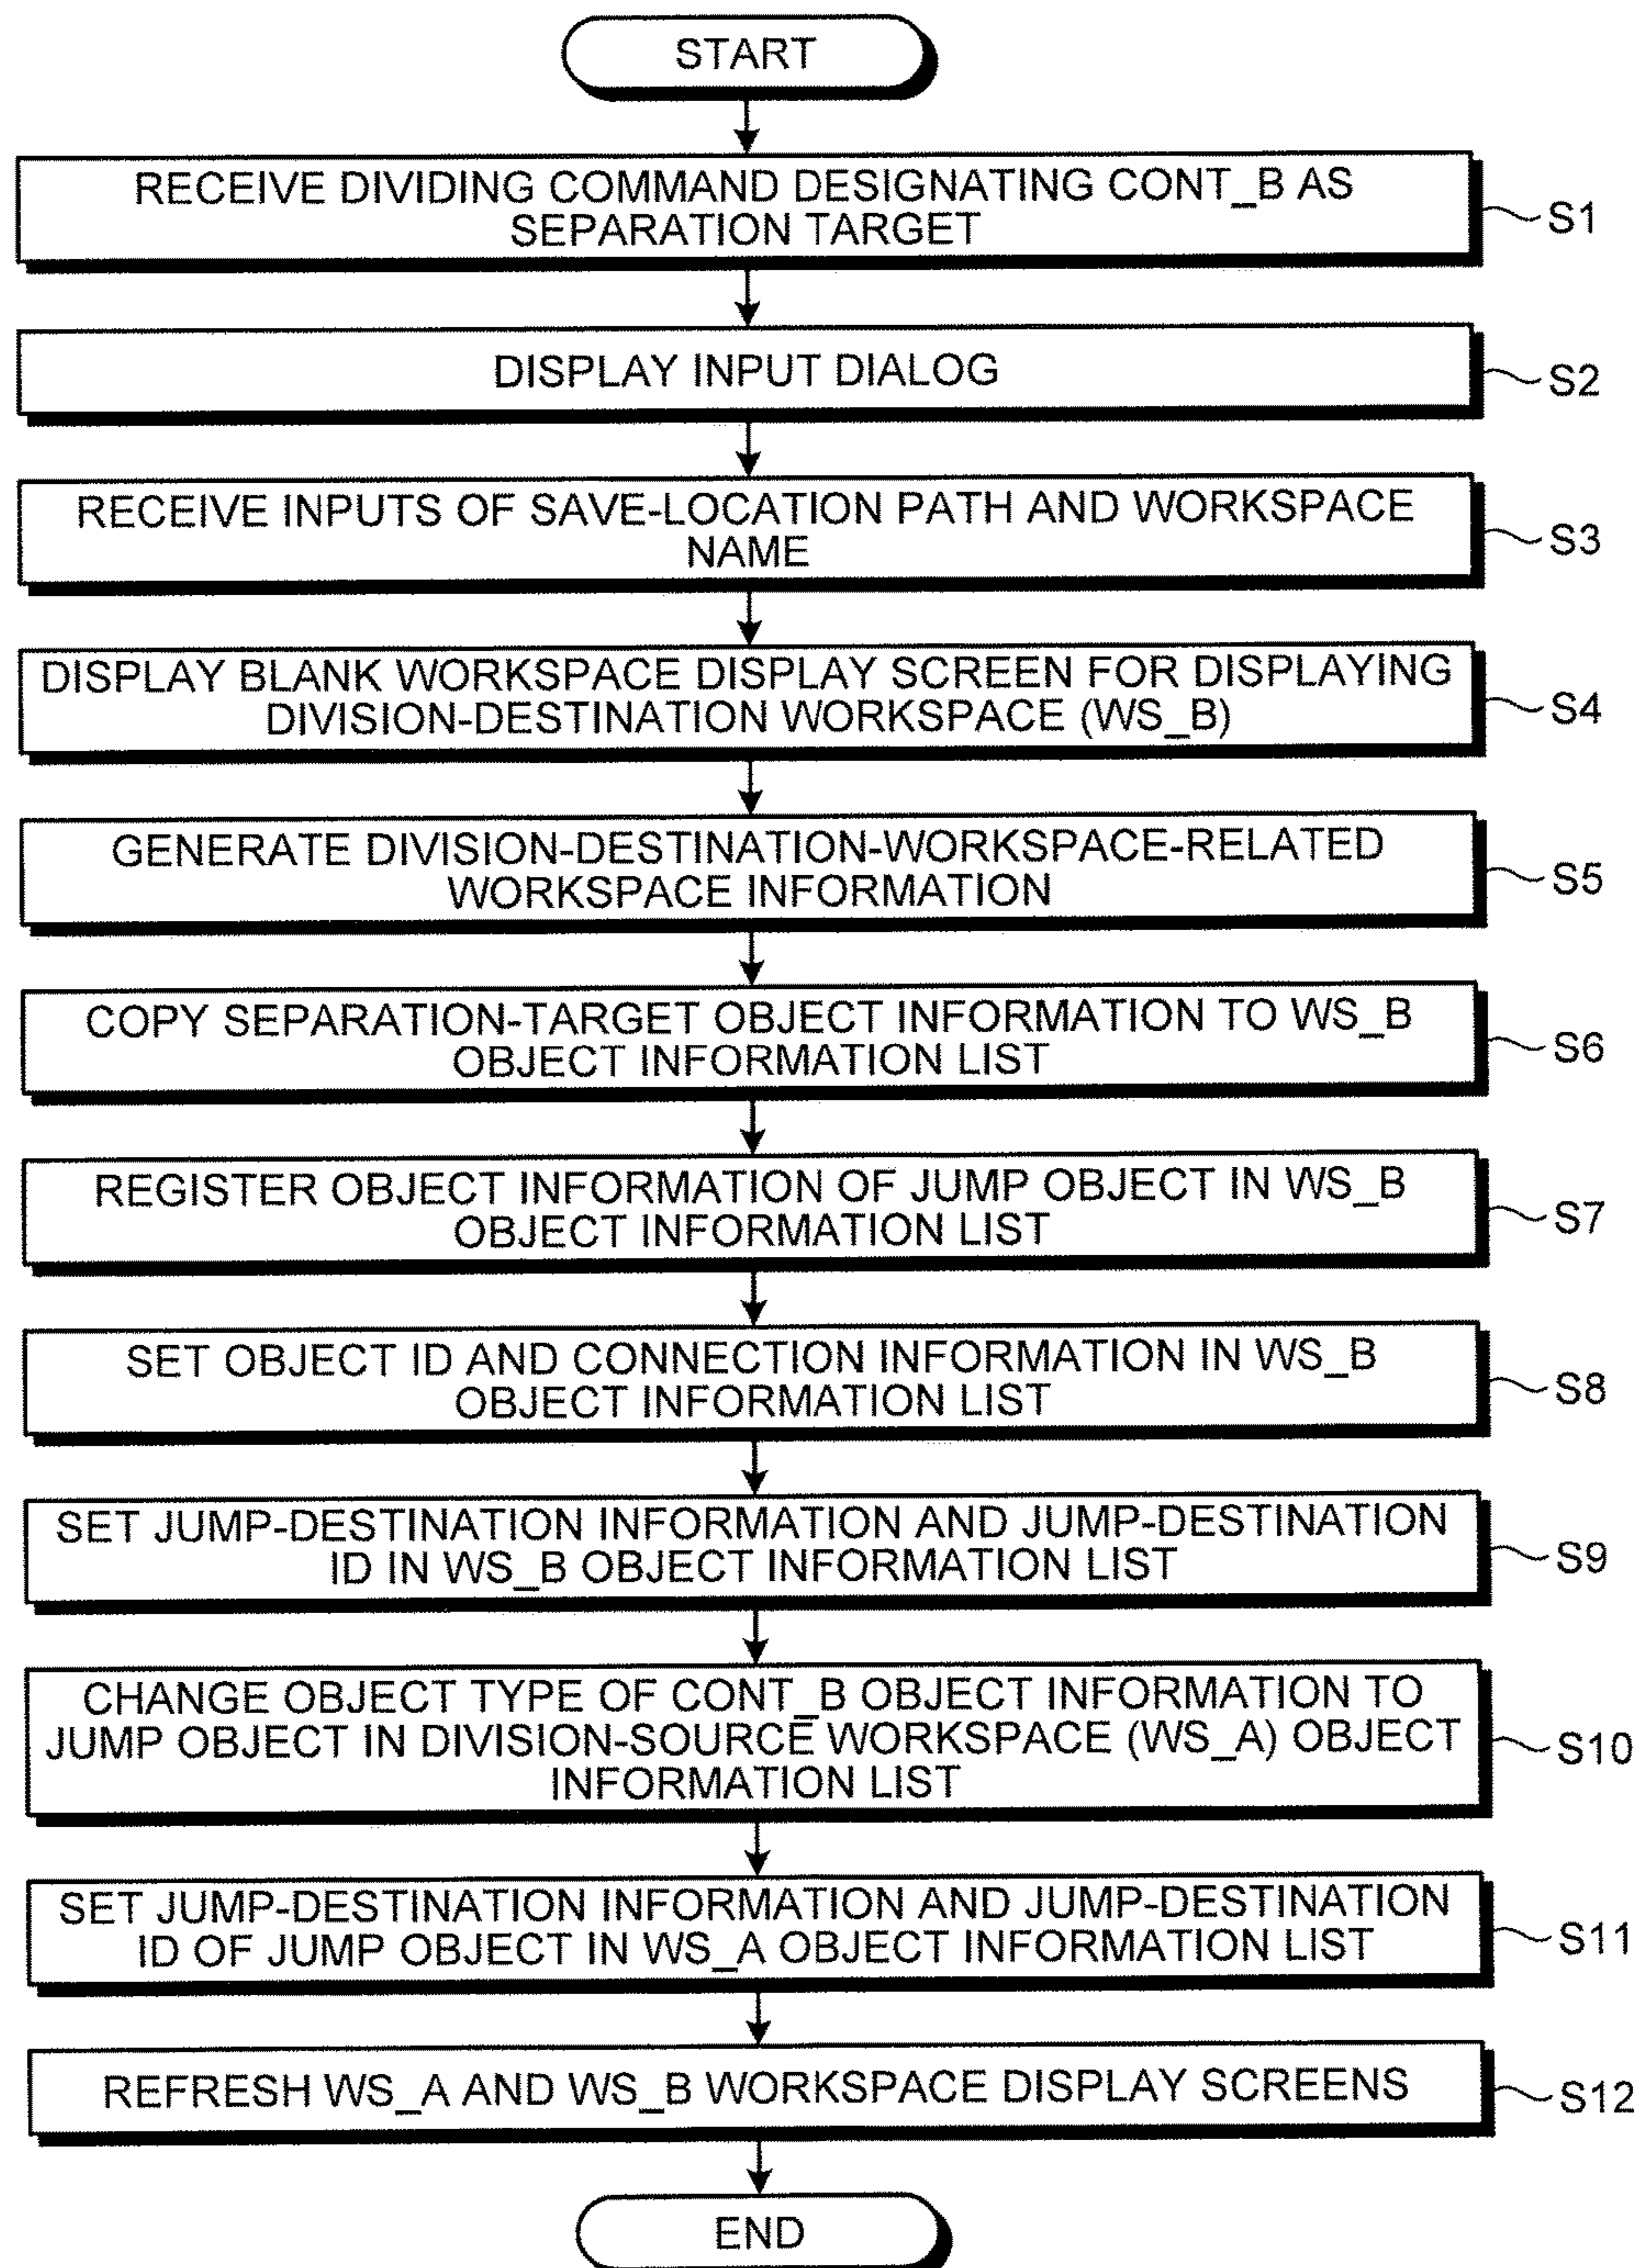 START
RECEIVE DIVIDING COMMAND DESIGNATING CONT_B AS
SEPARATION TARGET
S1
DISPLAY INPUT DIALOG
S2
RECEIVE INPUTS OF SAVE-LOCATION PATH AND WORKSPACE
NAME
S3
DISPLAY BLANK WORKSPACE DISPLAY SCREEN FOR DISPLAYING
DIVISION-DESTINATION WORKSPACE (WS_B)
S4
GENERATE DIVISION-DESTINATION-WORKSPACE-RELATED
WORKSPACE INFORMATION
S5
COPY SEPARATION-TARGET OBJECT INFORMATION TO WS_B
OBJECT INFORMATION LIST
S6
REGISTER OBJECT INFORMATION OF JUMP OBJECT IN WS_B
OBJECT INFORMATION LIST
S7
SET OBJECT ID AND CONNECTION INFORMATION IN WS_B
OBJECT INFORMATION LIST
S8
SET JUMP-DESTINATION INFORMATION AND JUMP-DESTINATION
ID IN WS_B OBJECT INFORMATION LIST
S9
CHANGE OBJECT TYPE OF CONT_B OBJECT INFORMATION TO
JUMP OBJECT IN DIVISION-SOURCE WORKSPACE (WS_A) OBJECT
INFORMATION LIST
S10
SET JUMP-DESTINATION INFORMATION AND JUMP-DESTINATION
ID OF JUMP OBJECT IN WS_A OBJECT INFORMATION LIST
S11
REFRESH WS_A AND WS_B WORKSPACE DISPLAY SCREENS
S12
END